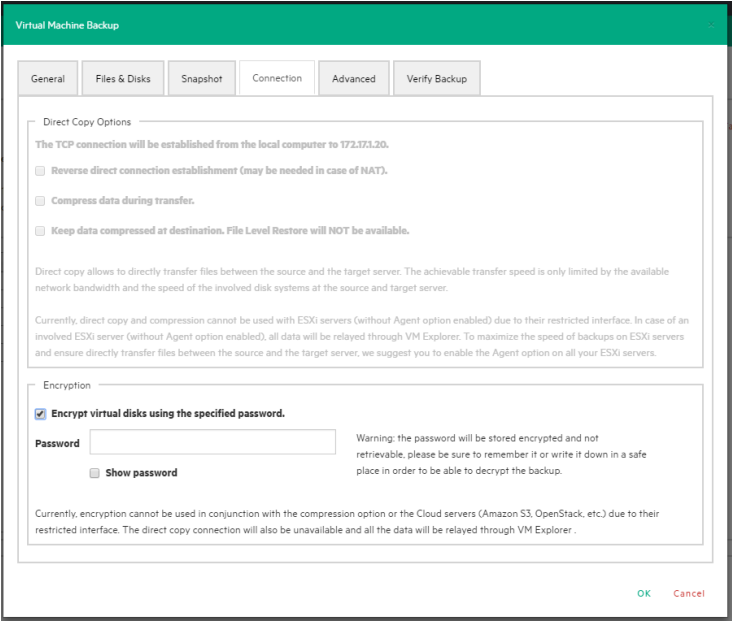 Virtual Machine Backup
General
Files & Disks
Snapshot
Connection
Advanced
Verify Backup
Direct Copy Options
The TCP connection will be established from the local computer to 172.17.1.20.
Reverse direct connection establishment (may be needed in case of NAT).
Compress data during transfer.
Keep data compressed at destination. File Level Restore will NOT be available.
Direct copy allows to directly transfer files between the source and the target server. The achievable transfer speed is only limited by the available
network bandwidth and the speed of the involved disk systems at the source and target server.
Currently, direct copy and compression cannot be used with ESXi servers (without Agent option enabled) due to their restricted interface. In case of an
involved ESXi server (without Agent option enabled), all data will be relayed through VM Explorer. To maximize the speed of backups on ESXi servers
and ensure directly transfer files between the source and the target server, we suggest you to enable the Agent option on all your ESXi servers.
Encryption
Encrypt virtual disks using the specified password.
Password
Show password
Warning: the password will be stored encrypted and not
retrievable, please be sure to remember it or write it down in a safe
place in order to be able to decrypt the backup.
Currently, encryption cannot be used in conjunction with the compression option or the Cloud servers (Amazon S3, OpenStack, etc.) due to their
restricted interface. The direct copy connection will also be unavailable and all the data will be relayed through VM Explorer .
OK
Cancel